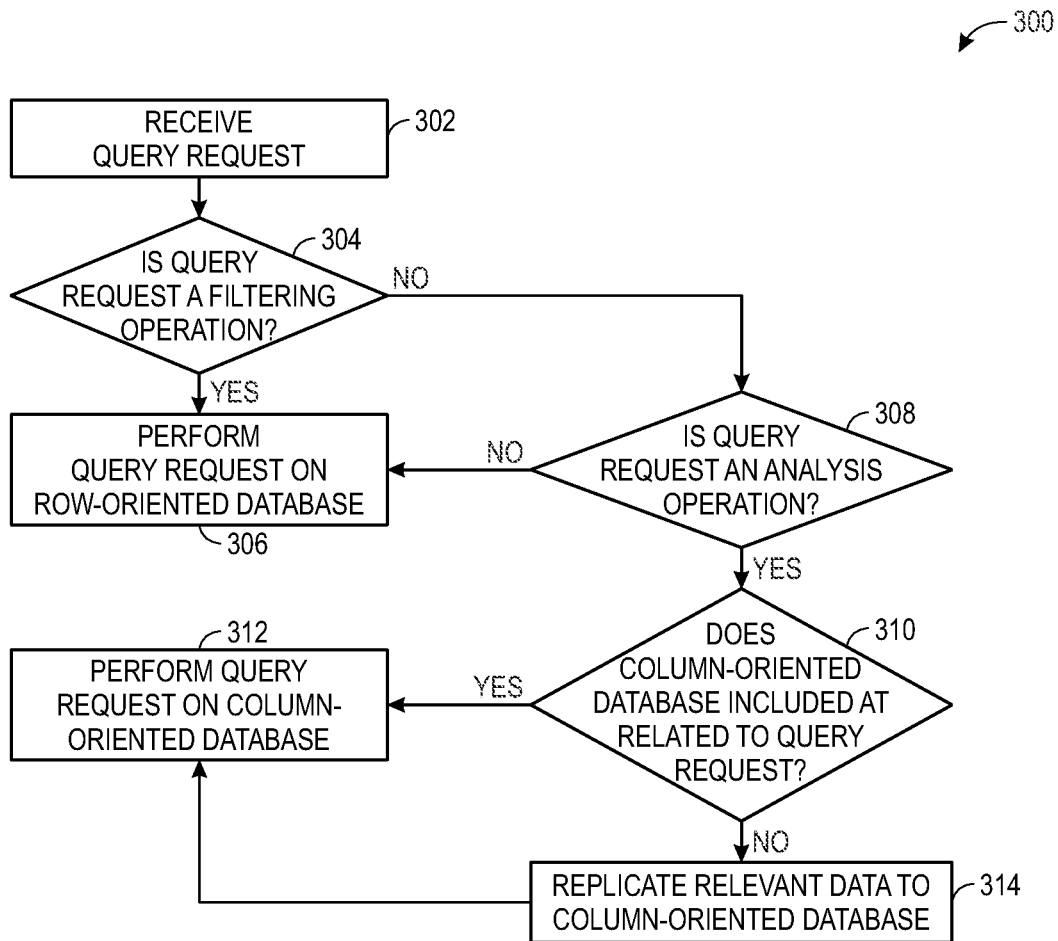 300
RECEIVE
QUERY REQUEST
302
304
IS QUERY
REQUEST A FILTERING
OPERATION?
NO
YES
PERFORM
QUERY REQUEST ON
ROW-ORIENTED DATABASE
306
308
IS QUERY
REQUEST AN ANALYSIS
OPERATION?
NO
YES
310
DOES
COLUMN-ORIENTED
DATABASE INCLUDED AT
RELATED TO QUERY
REQUEST?
YES
312
PERFORM QUERY
REQUEST ON COLUMN-
ORIENTED DATABASE
NO
REPLICATE RELEVANT DATA TO
COLUMN-ORIENTED DATABASE
314